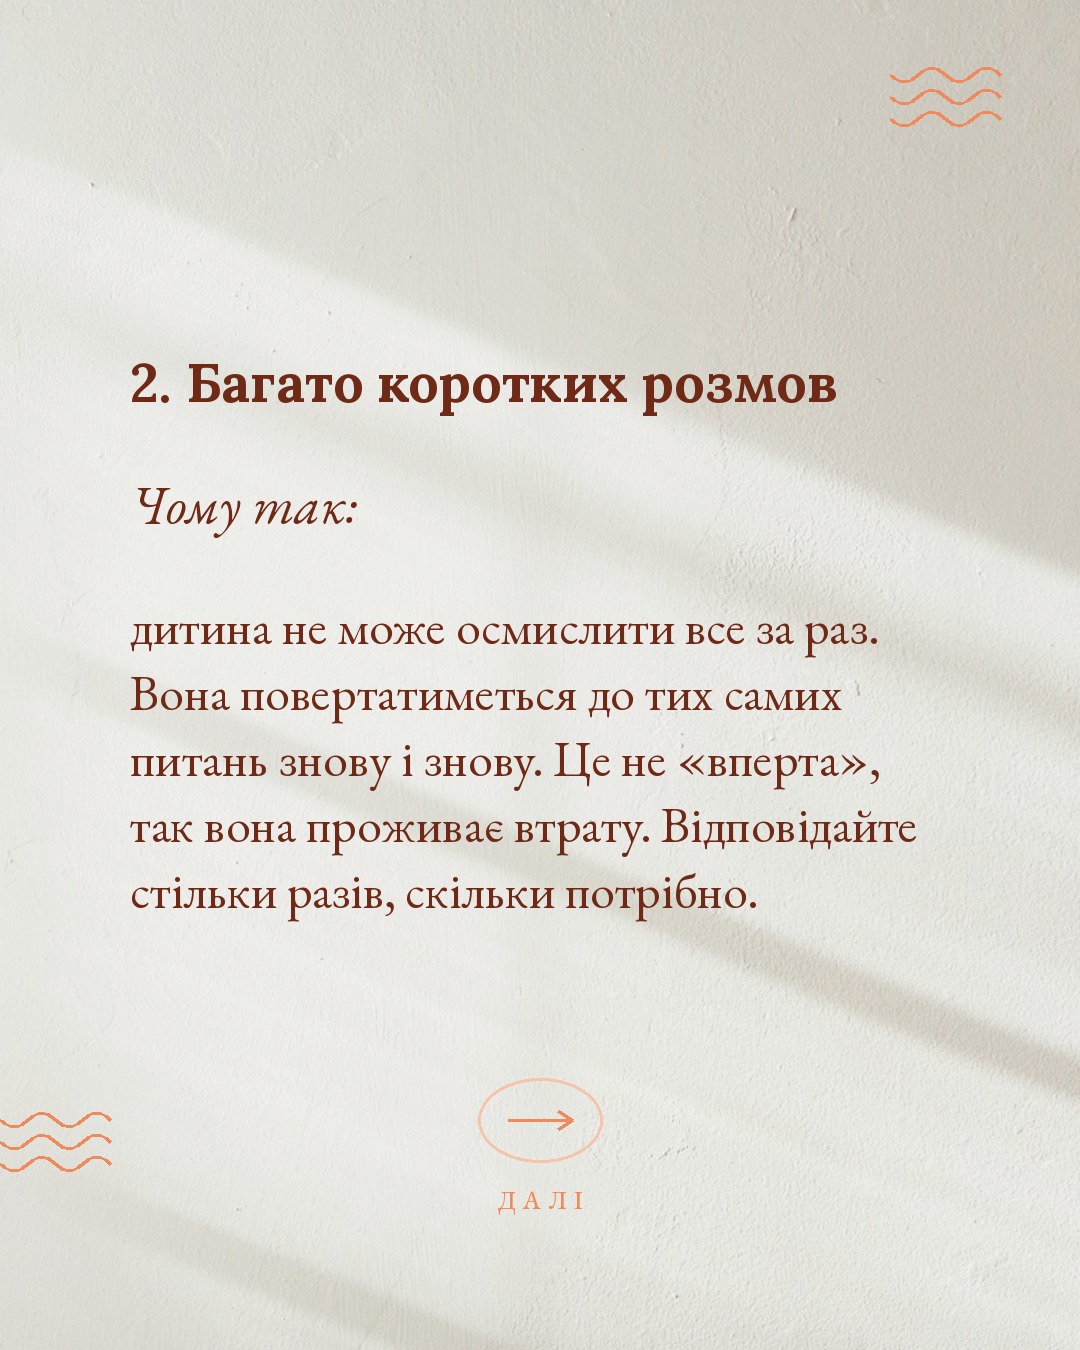 2. Багато коротких розмов
Чому так:
дитина не може осмислити все за раз.
Вона повертатиметься до тих самих
питань знову і знову. Це не «вперта»,
так вона проживає втрату. Відповідайте
стільки разів, скільки потрібно.
ДАЛІ